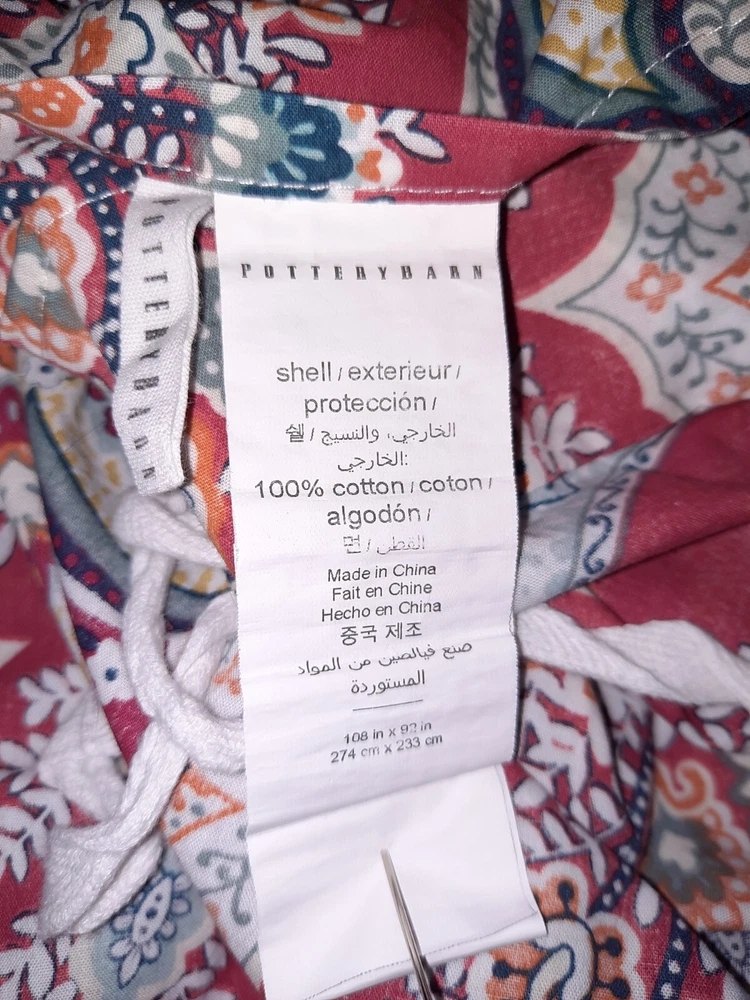 POTTERYBARN
POTTERYBARN
shell / exterieur /
protección /
쉘 / الخارجي، والنسيج
الخارجي:
100% cotton / coton /
algodón /
면 / القطن
Made in China
Fait en Chine
Hecho en China
중국 제조
صنع فيالصين من المواد
المستوردة
108 in x 92 in
274 cm x 233 cm